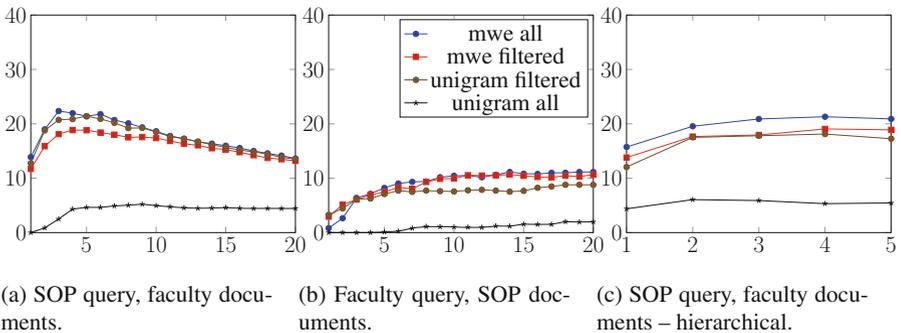 40
30
20
10
0
5
10
15
20
40
30
20
10
0
5
10
15
20
mwe all
mwe filtered
unigram filtered
unigram all
40
30
20
10
0
1
2
3
4
5
(a) SOP query, faculty docu-
ments.
(b) Faculty query, SOP doc-
uments.
(c) SOP query, faculty docu-
ments – hierarchical.